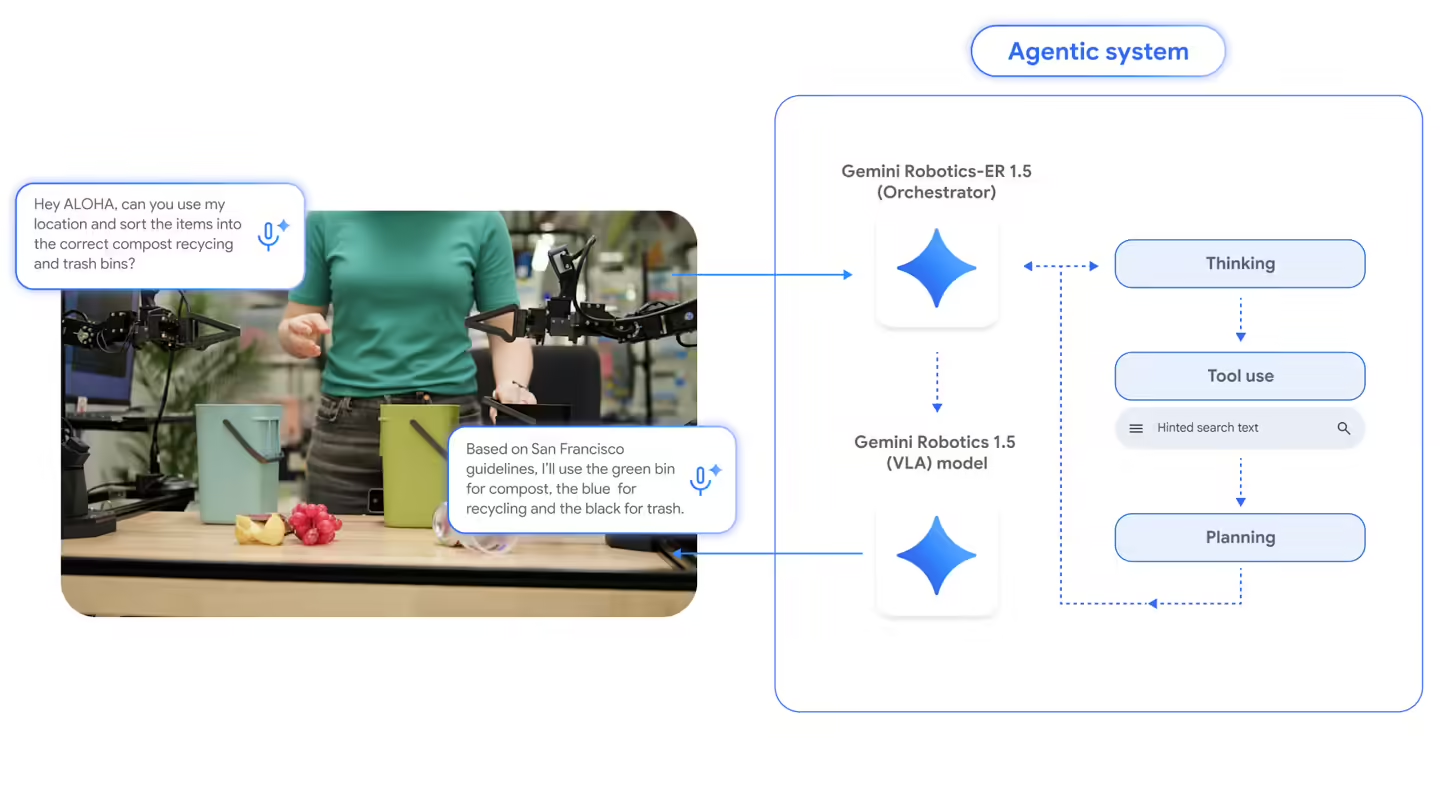 Agentic system
Hey ALOHA, can you use my
location and sort the items into
the correct compost recycing
and trash bins?
Based on San Francisco
guidelines, I'll use the green bin
for compost, the blue for
recycling and the black for trash.
Gemini Robotics-ER 1.5
(Orchestrator)
Gemini Robotics 1.5
(VLA) model
Thinking
Tool use
Hinted search text
Planning